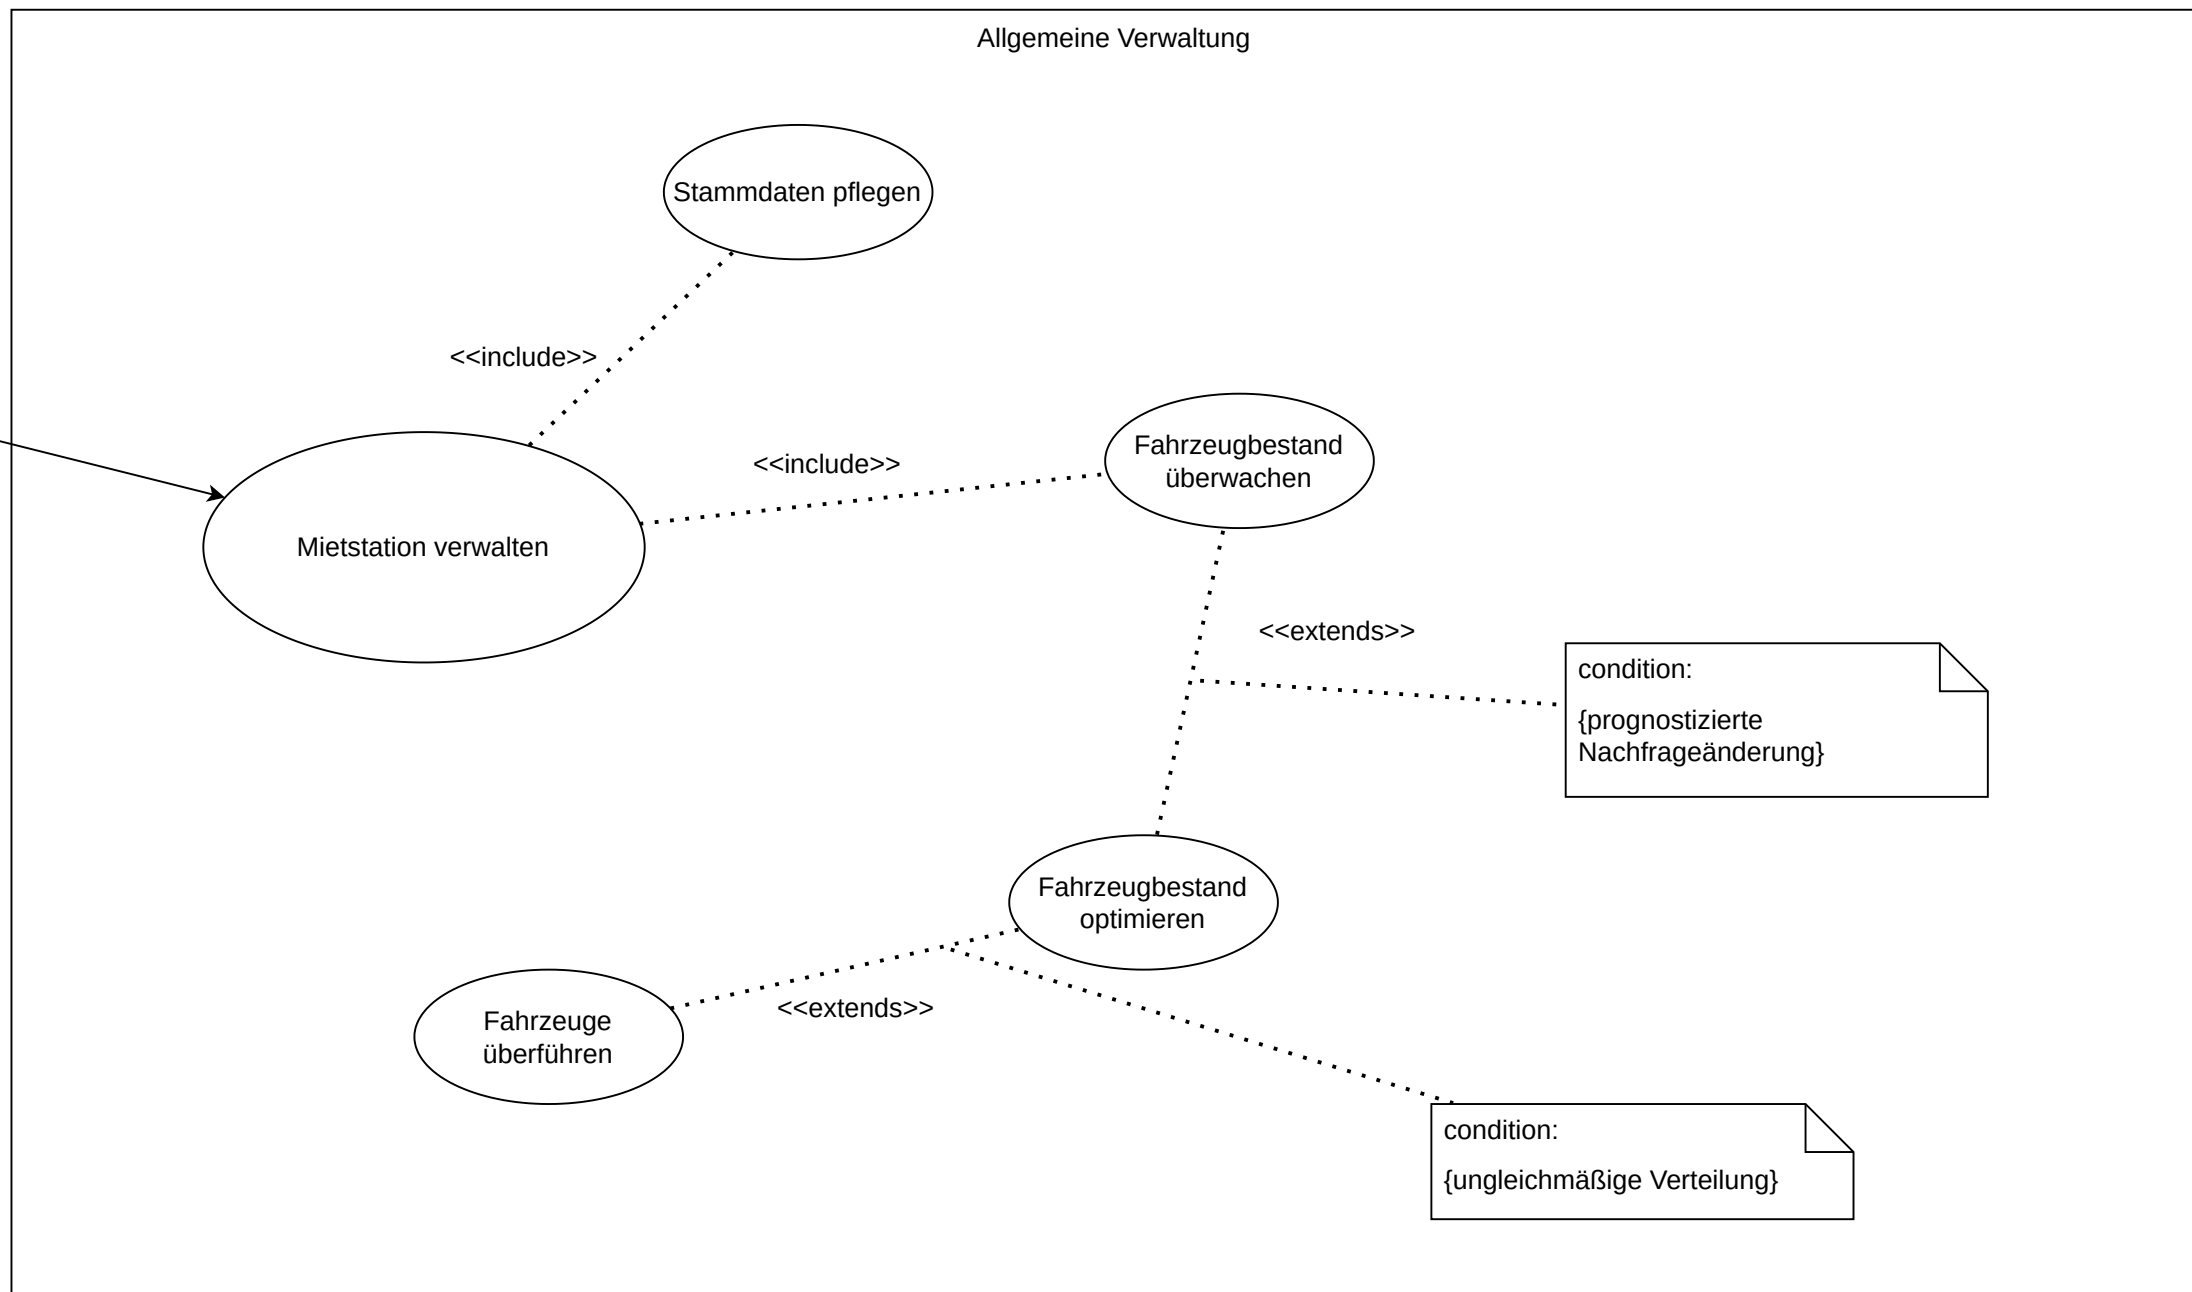 Allgemeine Verwaltung
Stammdaten pflegen
<<include>>
<<include>>
Fahrzeugbestand
überwachen
Mietstation verwalten
<<extends>>
condition:
{prognostizierte
Nachfrageänderung}
Fahrzeugbestand
optimieren
<<extends>>
Fahrzeuge
überführen
condition:
{ungleichmäßige Verteilung}